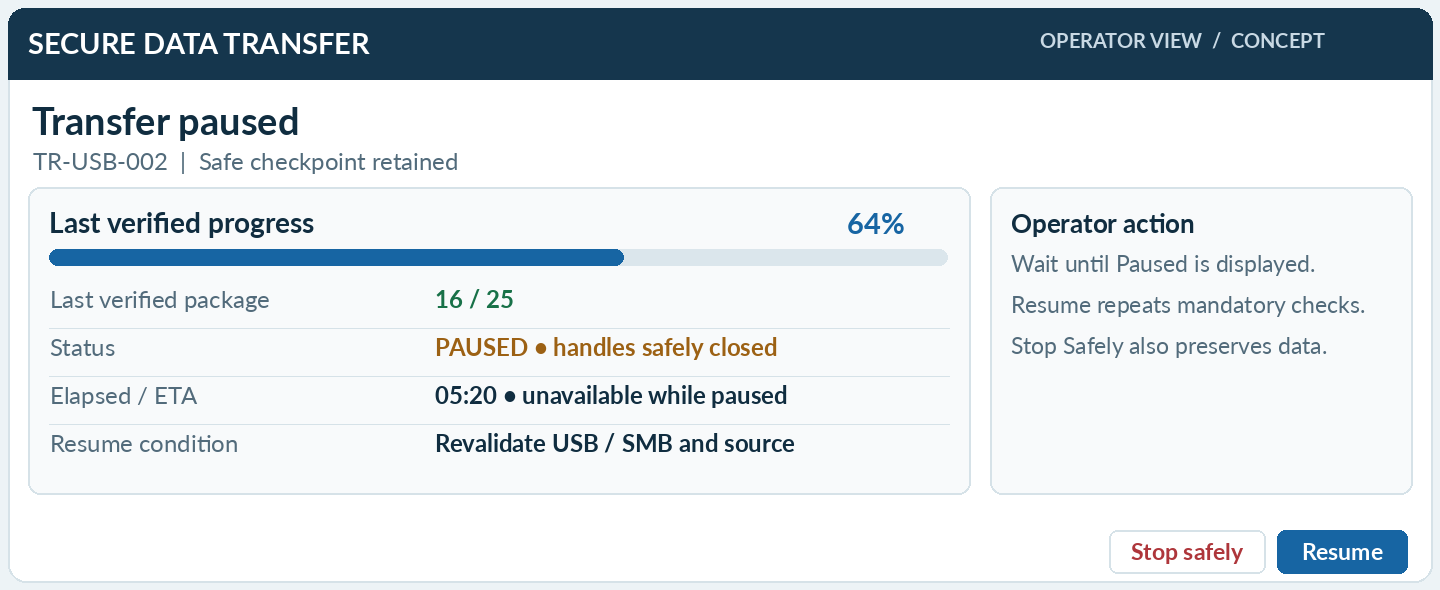 SECURE DATA TRANSFER
OPERATOR VIEW / CONCEPT
Transfer paused
TR-USB-002 | Safe checkpoint retained
Last verified progress 64%
Last verified package 16 / 25
Status PAUSED • handles safely closed
Elapsed / ETA 05:20 • unavailable while paused
Resume condition Revalidate USB / SMB and source
Operator action
Wait until Paused is displayed.
Resume repeats mandatory checks.
Stop Safely also preserves data.
Stop safely Resume